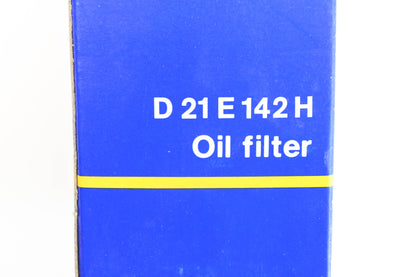 D 21 E 142 H
Oil filter